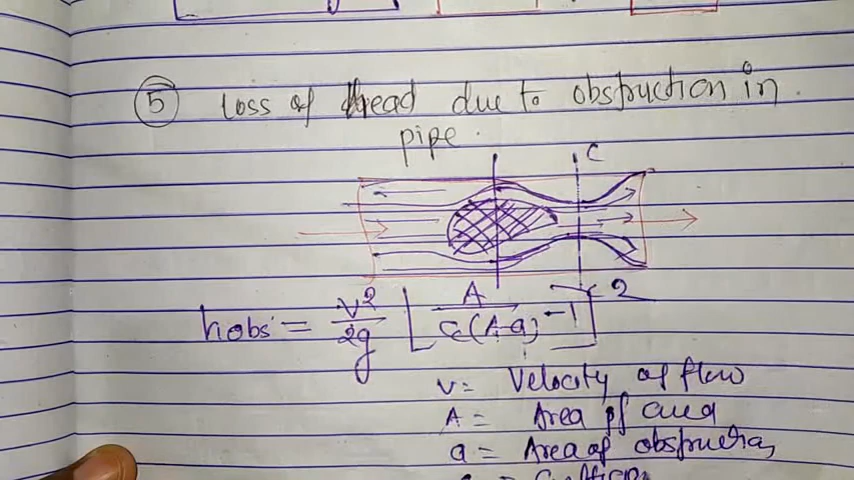 5 Loss of Head due to obstruction in
pipe.
C
hobs = V²/2g [A/Cc(A-a) - 1]²
V = Velocity of flow
A = Area of
a = Area of obstruction